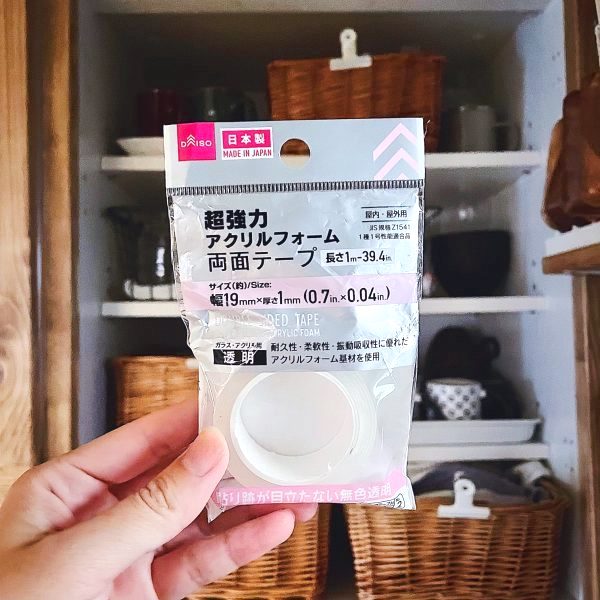 DAISO
日本製
MADE IN JAPAN
超強力
アクリルフォーム
両面テープ
長さ1m-39.4in.
屋内・屋外用
JIS規格Z1541
1種1号性能適合品
サイズ(約)/Size:
幅19mm×厚さ1mm (0.7in.×0.04in.)
TAPE
FOAM
ガラス・アクリル用
透明
耐久性・柔軟性・振動吸収性に優れた
アクリルフォーム基材を使用
貼り跡が目立たない無色透明